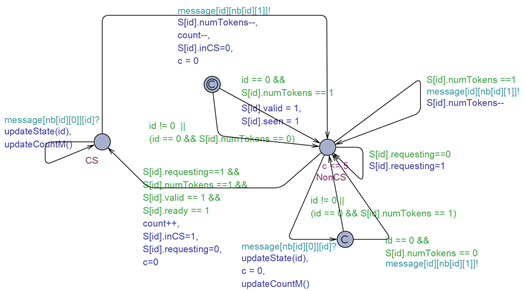 message[id][nb[id][1]]!
S[id].numTokens--,
count--,
S[id].inCS=0,
c = 0
id == 0 &&
S[id].numTokens == 1
S[id].valid = 1,
S[id].seen = 1
S[id].numTokens ==1
message[id][nb[id][1]]!
S[id].numTokens--
message[nb[id][0]][id]?
updateState(id),
updateCountM()
CS
id != 0 ||
(id == 0 && S[id].numTokens == 0)
S[id].requesting==0
S[id].requesting=1
c <= 5
NonCS
S[id].requesting==1 &&
S[id].numTokens ==1 &&
S[id].valid == 1 &&
S[id].ready == 1
count++,
S[id].inCS=1,
S[id].requesting=0,
c=0
id != 0 ||
(id == 0 && S[id].numTokens == 1)
message[nb[id][0]][id]?
updateState(id),
c = 0,
updateCountM()
C
C
id == 0 &&
S[id].numTokens == 0
message[id][nb[id][1]]!